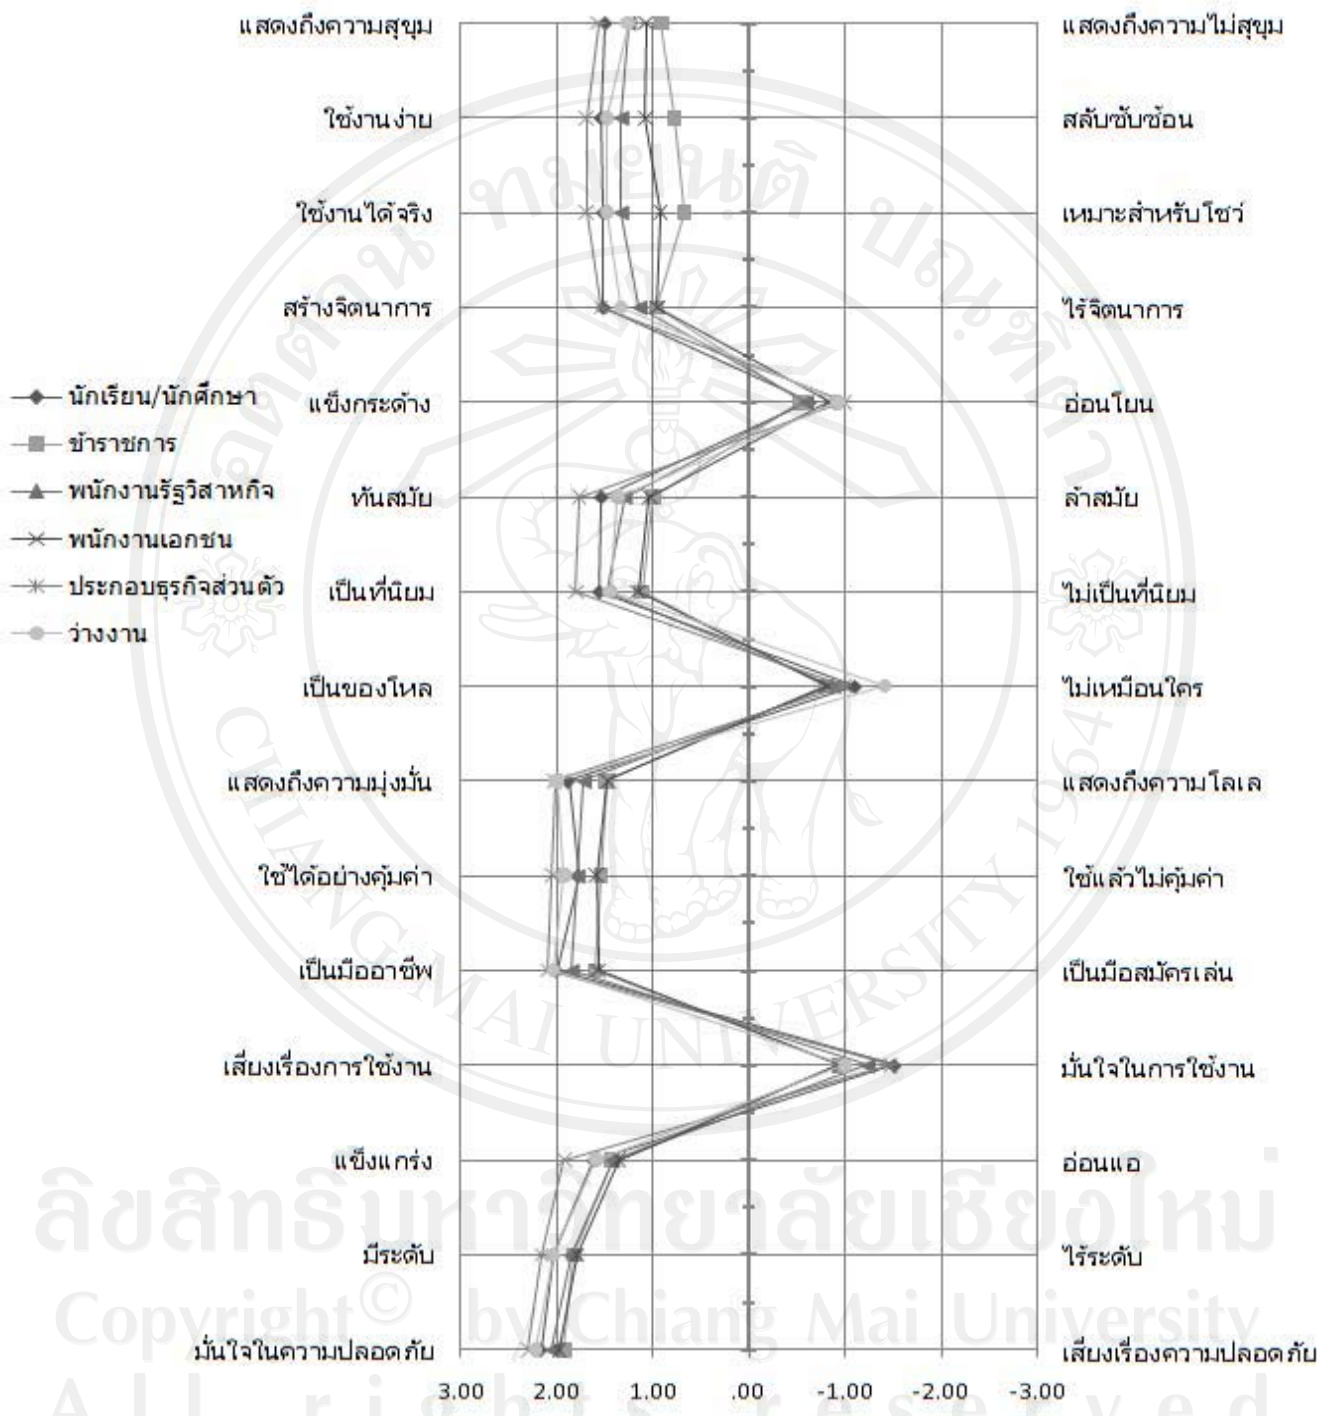 แสดงถึงความสุขุม แสดงถึงความไม่สุขุม
ใช้งานง่าย สลับซับซ้อน
ใช้งานได้จริง เหมาะสำหรับโชว์
สร้างจิตนาการ ไร้จิตนาการ
แข็งกระด้าง อ่อนโยน
ทันสมัย ล้าสมัย
เป็นที่นิยม ไม่เป็นที่นิยม
เป็นของโหล ไม่เหมือนใคร
แสดงถึงความมุ่งมั่น แสดงถึงความโลเล
ใช้ได้อย่างคุ้มค่า ใช้แล้วไม่คุ้มค่า
เป็นมืออาชีพ เป็นมือสมัครเล่น
เสี่ยงเรื่องการใช้งาน มั่นใจในการใช้งาน
แข็งแกร่ง อ่อนแอ
มีระดับ ไร้ระดับ
มั่นใจในความปลอดภัย เสี่ยงเรื่องความปลอดภัย
3.00 2.00 1.00 .00 -1.00 -2.00 -3.00
นักเรียน/นักศึกษา
ข้าราชการ
พนักงานรัฐวิสาหกิจ
พนักงานเอกชน
ประกอบธุรกิจส่วนตัว
ว่างงาน
CHIANG MAI UNIVERSITY 1964
ลิขสิทธิ์มหาวิทยาลัยเชียงใหม่
Copyright© by Chiang Mai University
All rights reserved